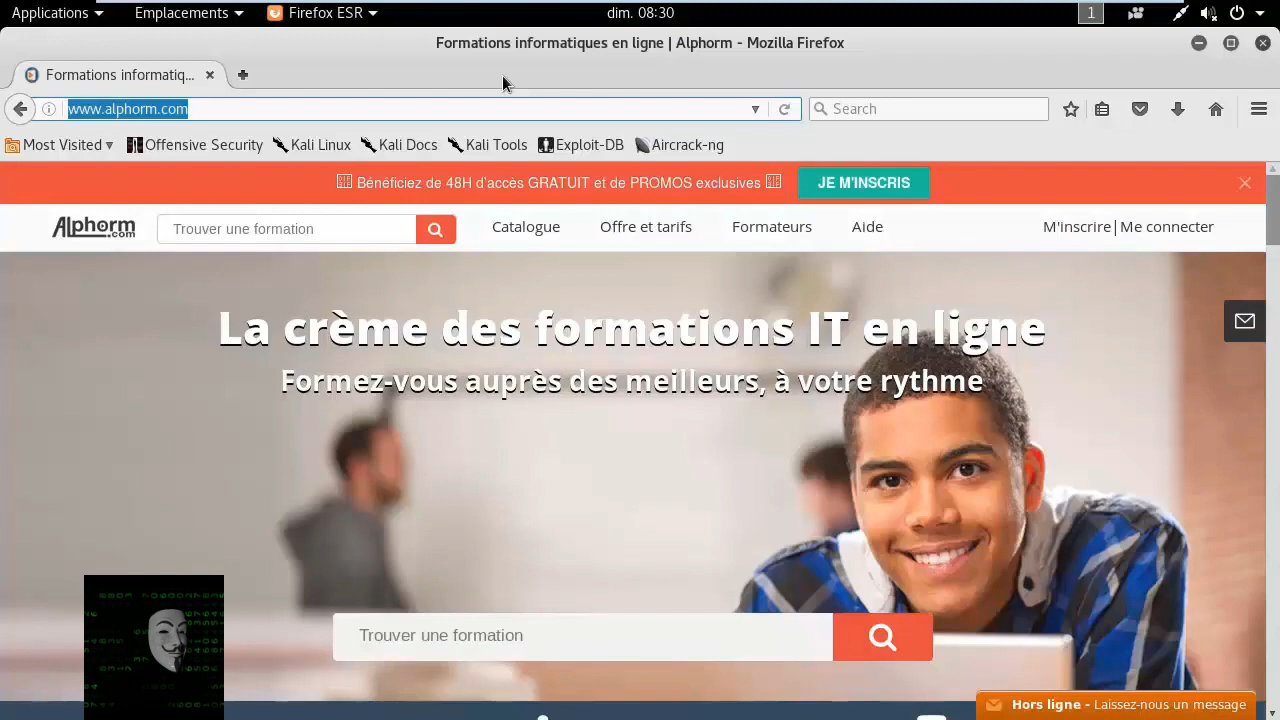 Applications Emplacements Firefox ESR dim. 08:30 1
Formations informatiques en ligne | Alphorm - Mozilla Firefox
Formations informatiq...
www.alphorm.com Search
Most Visited Offensive Security Kali Linux Kali Docs Kali Tools Exploit-DB Aircrack-ng
Bénéficiez de 48H d'accès GRATUIT et de PROMOS exclusives JE M'INSCRIS
Alphorm.com Trouver une formation Catalogue Offre et tarifs Formateurs Aide M'inscrire|Me connecter
La crème des formations IT en ligne
Formez-vous auprès des meilleurs, à votre rythme
Trouver une formation
Hors ligne - Laissez-nous un message